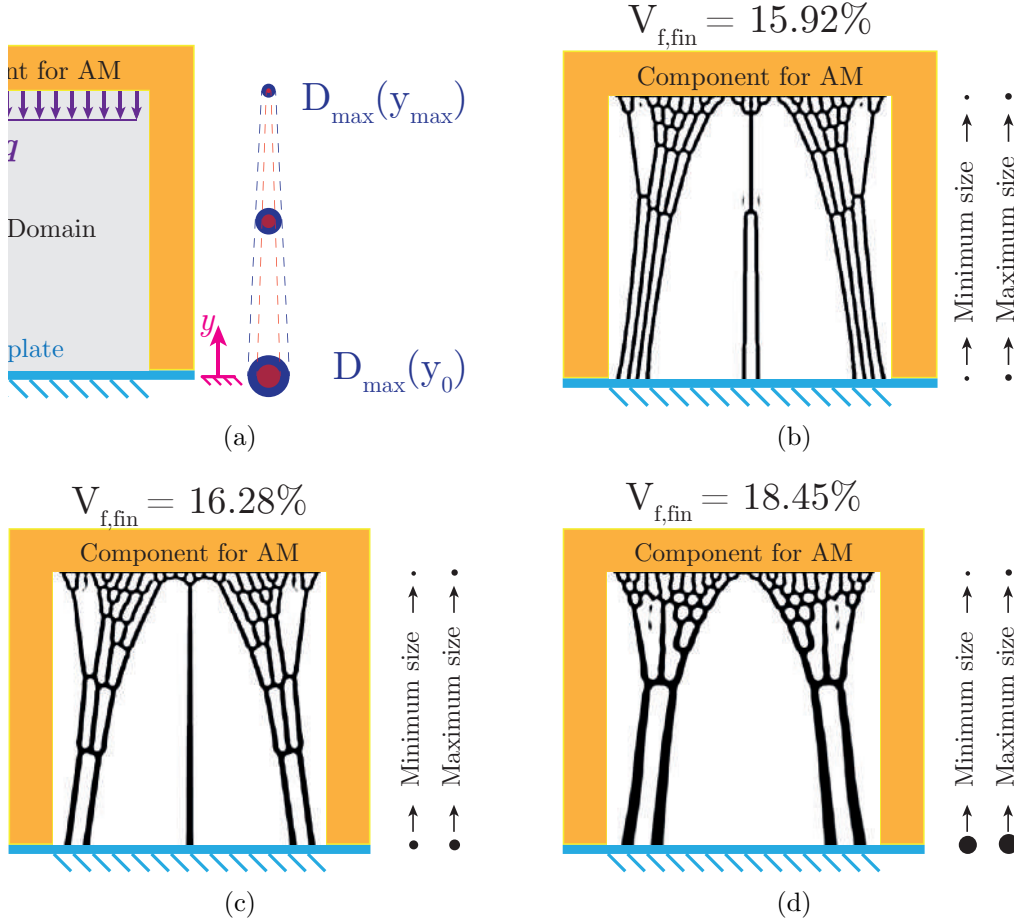 nt for AM
q
Domain
plate
y
D_max(y_max)
D_max(y_0)
(a)
V_f,fin = 15.92%
Component for AM
Minimum size
Maximum size
(b)
V_f,fin = 16.28%
Component for AM
Minimum size
Maximum size
(c)
V_f,fin = 18.45%
Component for AM
Minimum size
Maximum size
(d)